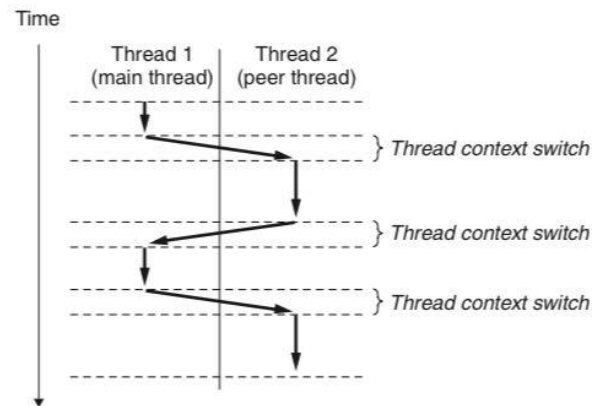 Time
Thread 1
(main thread)
Thread 2
(peer thread)
Thread context switch
Thread context switch
Thread context switch